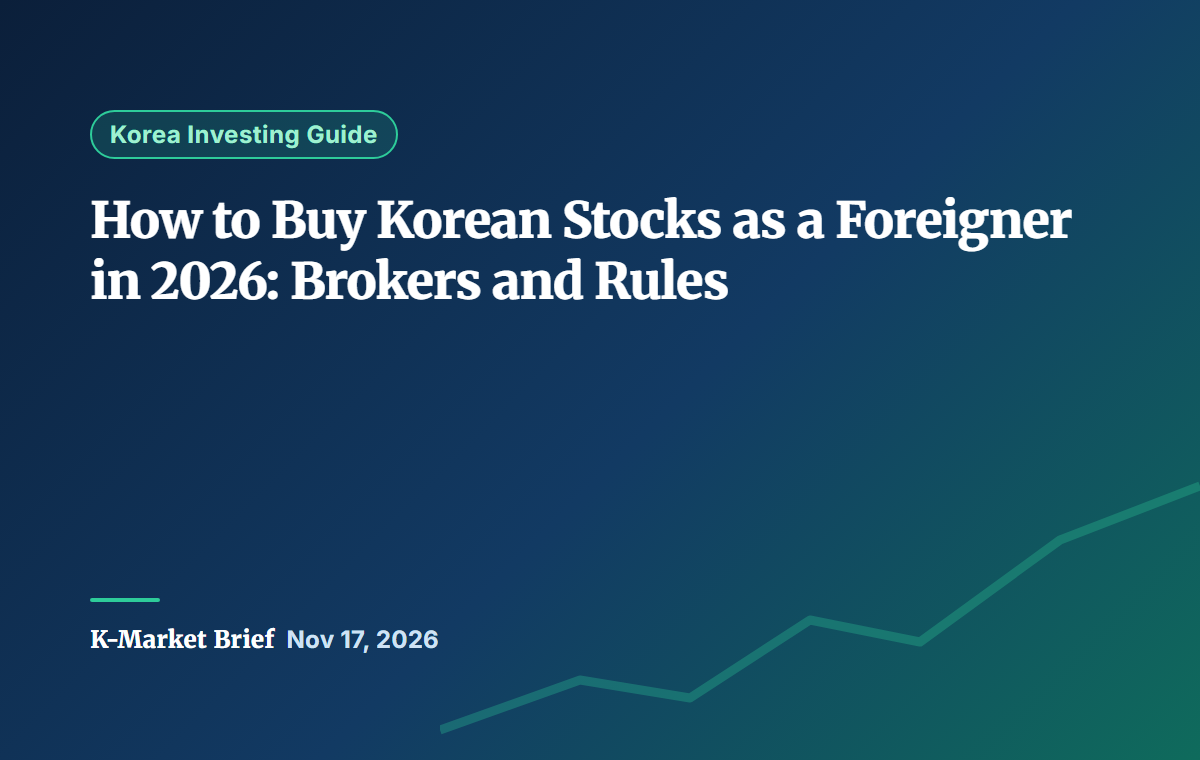 Korea Investing Guide
How to Buy Korean Stocks as a Foreigner
in 2026: Brokers and Rules
K-Market Brief Nov 17, 2026